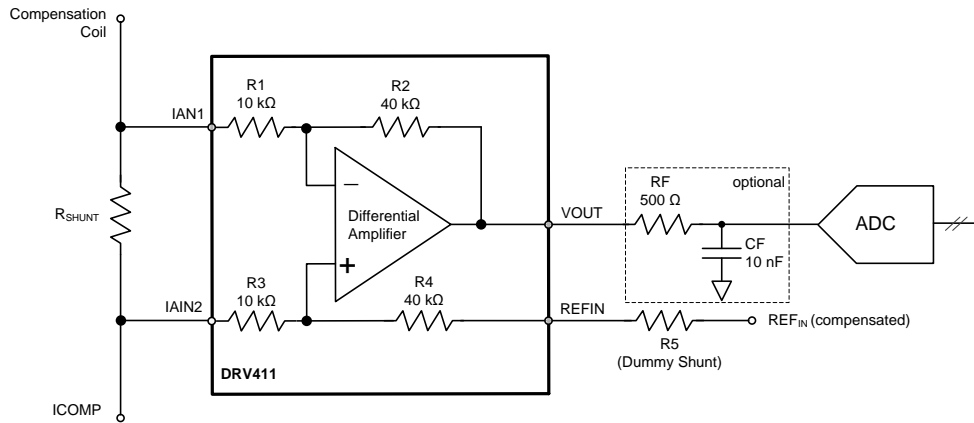 Compensation
Coil
IAN1
R1
10 kΩ
R2
40 kΩ
RSHUNT
Differential
Amplifier
−
+
VOUT
RF
500 Ω
optional
CF
10 nF
ADC
IAIN2
R3
10 kΩ
R4
40 kΩ
REFIN
R5
(Dummy Shunt)
REFIN (compensated)
DRV411
ICOMP